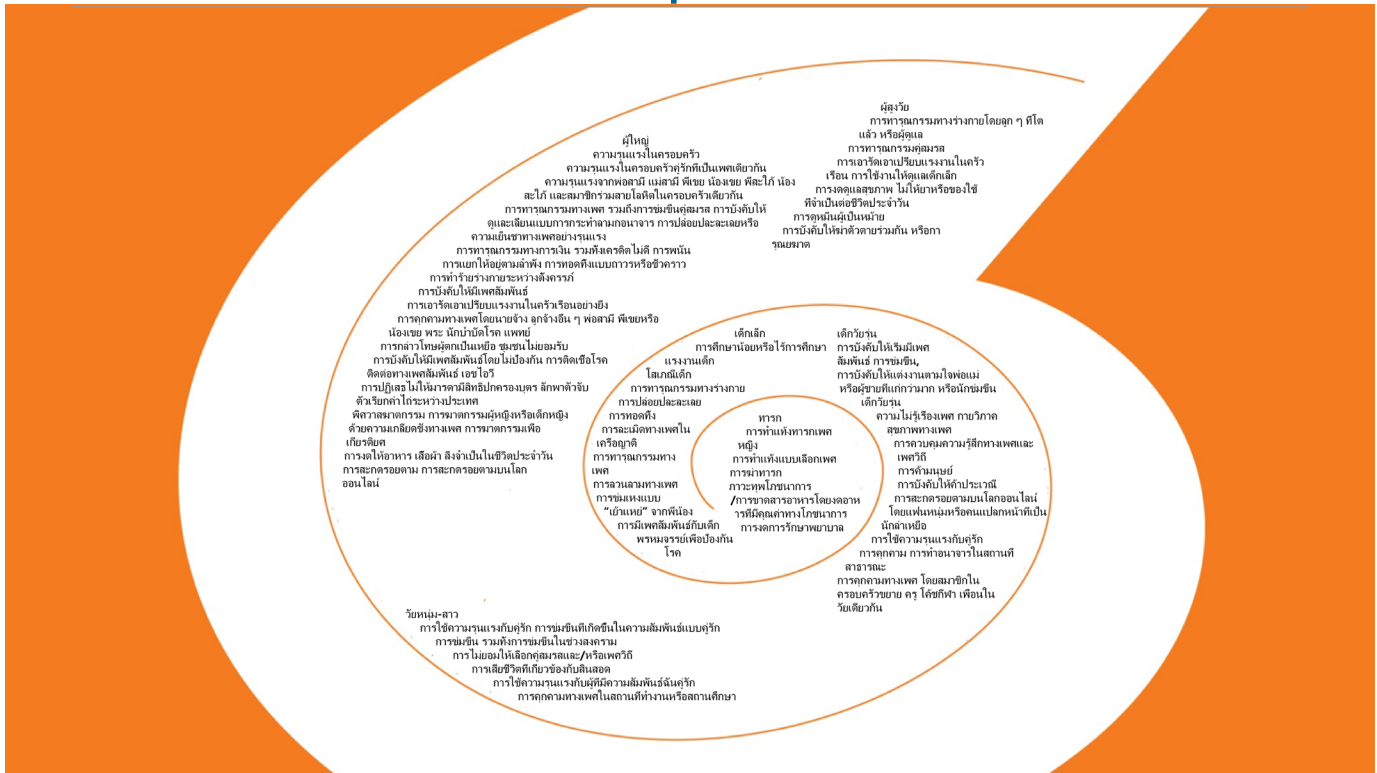 ผู้สูงวัย
การทารุณกรรมทางร่างกายโดยลูก ๆ ที่โต
แล้ว หรือผู้ดูแล
การทารุณกรรมคู่สมรส
การเอารัดเอาเปรียบแรงงานในครัว
เรือน การใช้งานให้ดูแลเด็กเล็ก
การงดดูแลสุขภาพ ไม่ให้ยาหรือของใช้
ที่จำเป็นต่อชีวิตประจำวัน
การดูหมิ่นผู้เป็นหม้าย
การบังคับให้ฆ่าตัวตายร่วมกัน หรือกา
รุณยฆาต
ผู้ใหญ่
ความรุนแรงในครอบครัว
ความรุนแรงในครอบครัวคู่รักที่เป็นเพศเดียวกัน
ความรุนแรงจากพ่อสามี แม่สามี พี่เขย น้องเขย พี่สะใภ้ น้อง
สะใภ้ และสมาชิกร่วมสายโลหิตในครอบครัวเดียวกัน
การทารุณกรรมทางเพศ รวมถึงการข่มขืนคู่สมรส การบังคับให้
ดูและเลียนแบบการกระทำลามกอนาจาร การปล่อยปละละเลยหรือ
ความเย็นชาทางเพศอย่างรุนแรง
การทารุณกรรมทางการเงิน รวมทั้งเครดิตไม่ดี การพนัน
การแยกให้อยู่ตามลำพัง การทอดทิ้งแบบถาวรหรือชั่วคราว
การทำร้ายร่างกายระหว่างตั้งครรภ์
การบังคับให้มีเพศสัมพันธ์
การเอารัดเอาเปรียบแรงงานในครัวเรือนอย่างยิ่ง
การคุกคามทางเพศโดยนายจ้าง ลูกจ้างอื่น ๆ พ่อสามี พี่เขยหรือ
น้องเขย พระ นักบำบัดโรค แพทย์
การกล่าวโทษผู้ตกเป็นเหยื่อ ชุมชนไม่ยอมรับ
การบังคับให้มีเพศสัมพันธ์โดยไม่ป้องกัน การติดเชื้อโรค
ติดต่อทางเพศสัมพันธ์ เอชไอวี
การปฏิเสธไม่ให้มารดามีสิทธิปกครองบุตร ลักพาตัวจับ
ตัวเรียกค่าไถ่ระหว่างประเทศ
พิศวาสฆาตกรรม การฆาตกรรมผู้หญิงหรือเด็กหญิง
ด้วยความเกลียดชังทางเพศ การฆาตกรรมเพื่อ
เกียรติยศ
การงดให้อาหาร เสื้อผ้า สิ่งจำเป็นในชีวิตประจำวัน
การสะกดรอยตาม การสะกดรอยตามบนโลก
ออนไลน์
เด็กเล็ก
การศึกษาน้อยหรือไร้การศึกษา
แรงงานเด็ก
โสเภณีเด็ก
การทารุณกรรมทางร่างกาย
การปล่อยปละละเลย
การทอดทิ้ง
การละเมิดทางเพศใน
เครือญาติ
การทารุณกรรมทาง
เพศ
การลวนลามทางเพศ
การข่มเหงแบบ
“เย้าแหย่” จากพี่น้อง
การมีเพศสัมพันธ์กับเด็ก
พรหมจรรย์เพื่อป้องกัน
โรค
ทารก
การทำแท้งทารกเพศ
หญิง
การทำแท้งแบบเลือกเพศ
การฆ่าทารก
ภาวะทุพโภชนาการ
/การขาดสารอาหารโดยงดอาห
ารที่มีคุณค่าทางโภชนาการ
การงดการรักษาพยาบาล
เด็กวัยรุ่น
การบังคับให้เริ่มมีเพศ
สัมพันธ์ การข่มขืน,
การบังคับให้แต่งงานตามใจพ่อแม่
หรือผู้ชายที่แก่กว่ามาก หรือนักข่มขืน
เด็กวัยรุ่น
ความไม่รู้เรื่องเพศ กายวิภาค
สุขภาพทางเพศ
การควบคุมความรู้สึกทางเพศและ
เพศวิถี
การค้ามนุษย์
การบังคับให้ค้าประเวณี
การสะกดรอยตามบนโลกออนไลน์
โดยแฟนหนุ่มหรือคนแปลกหน้าที่เป็น
นักล่าเหยื่อ
การใช้ความรุนแรงกับคู่รัก
การคุกคาม การทำอนาจารในสถานที่
สาธารณะ
การคุกคามทางเพศ โดยสมาชิกใน
ครอบครัวขยาย ครู โค้ชกีฬา เพื่อนใน
วัยเดียวกัน
วัยหนุ่ม-สาว
การใช้ความรุนแรงกับคู่รัก การข่มขืนที่เกิดขึ้นในความสัมพันธ์แบบคู่รัก
การข่มขืน รวมทั้งการข่มขืนในช่วงสงคราม
การไม่ยอมให้เลือกคู่สมรสและ/หรือเพศวิถี
การเสียชีวิตที่เกี่ยวข้องกับสินสอด
การใช้ความรุนแรงกับผู้ที่มีความสัมพันธ์ฉันคู่รัก
การคุกคามทางเพศในสถานที่ทำงานหรือสถานศึกษา